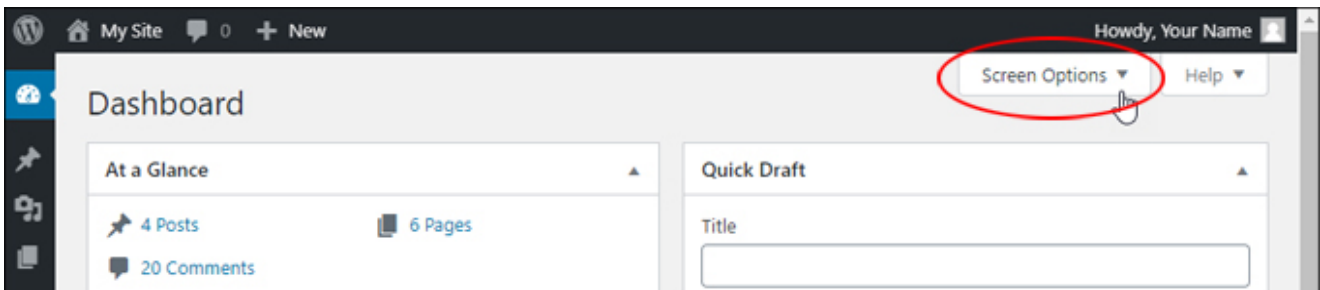 My Site 0 + New Howdy, Your Name
Screen Options ▼ Help ▼
Dashboard
At a Glance ▲
Quick Draft ▲
4 Posts 6 Pages
Title
20 Comments